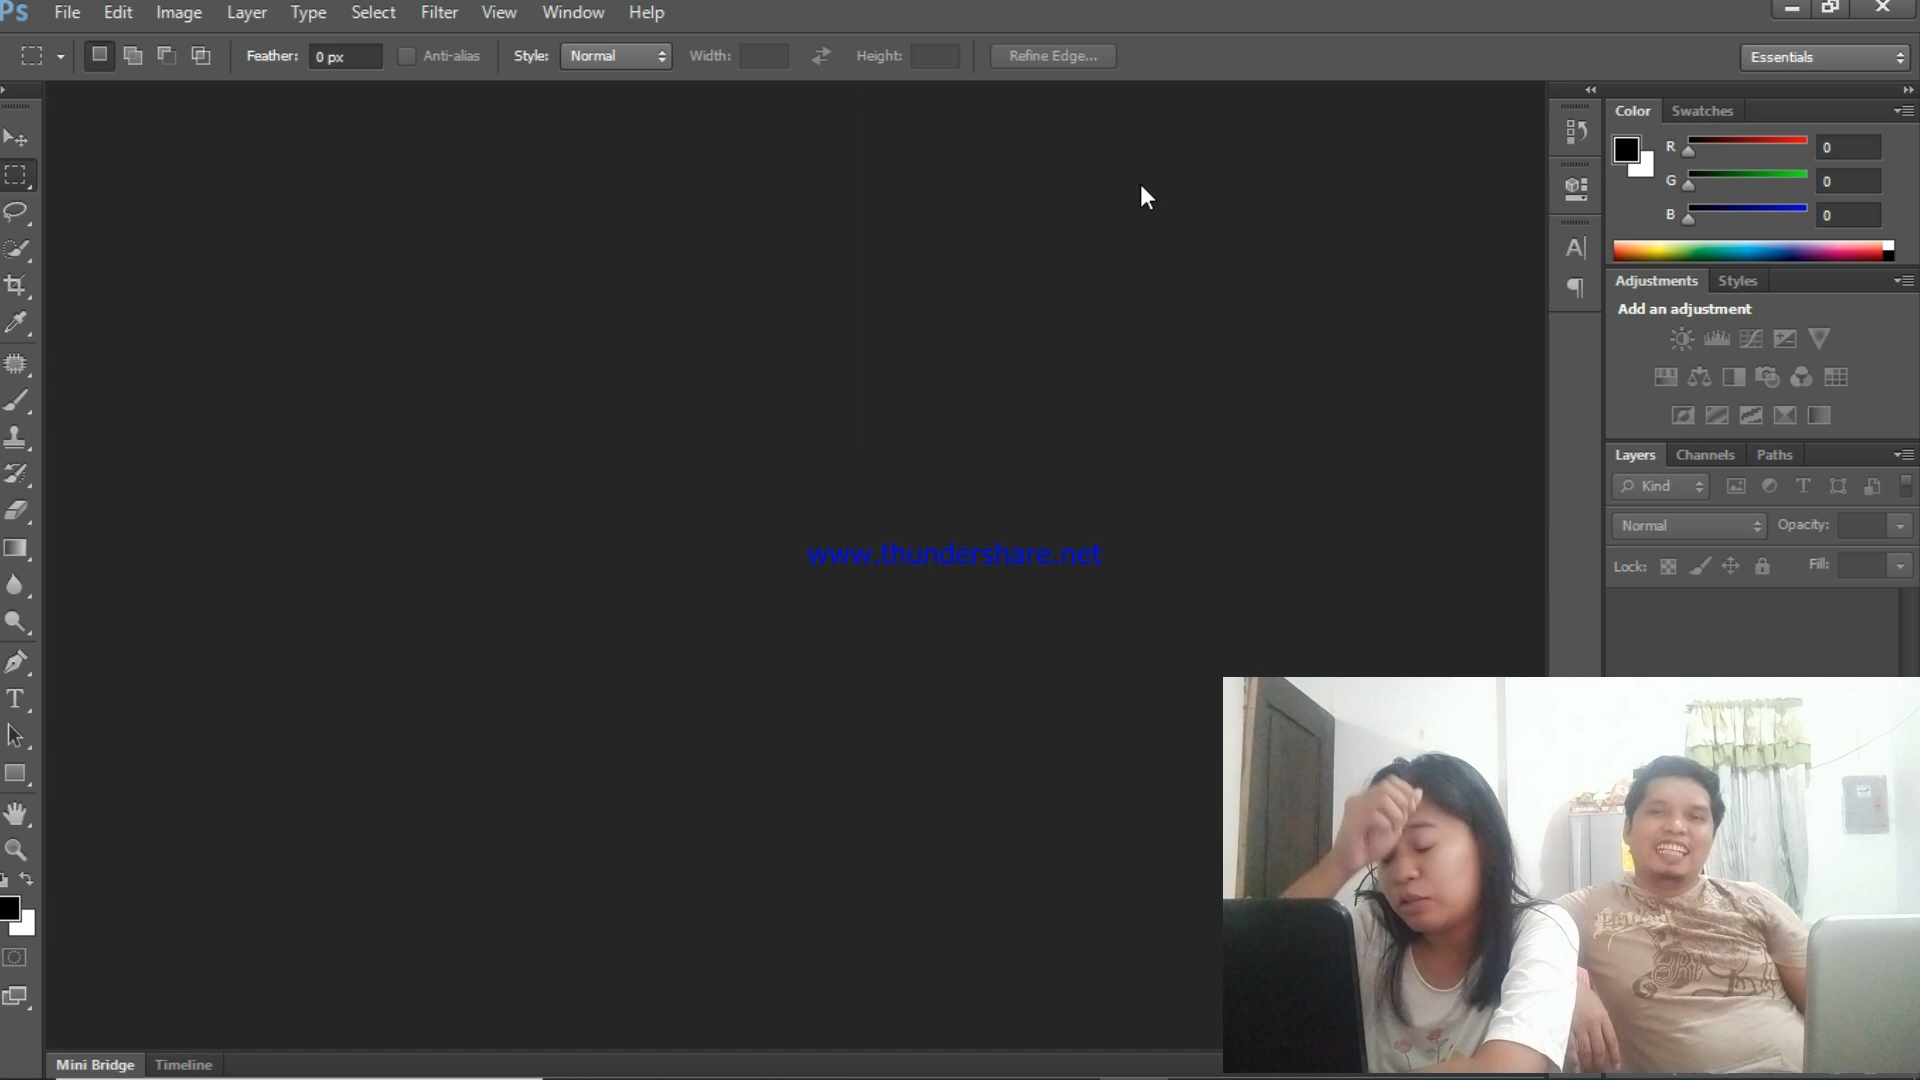 Ps File Edit Image Layer Type Select Filter View Window Help
Feather: 0 px Anti-alias Style: Normal Width: Height: Refine Edge... Essentials
Color Swatches
R 0
G 0
B 0
A
Adjustments Styles
Add an adjustment
Layers Channels Paths
Kind T
Normal Opacity:
Lock: Fill:
www.thundershare.net
T
Mini Bridge Timeline